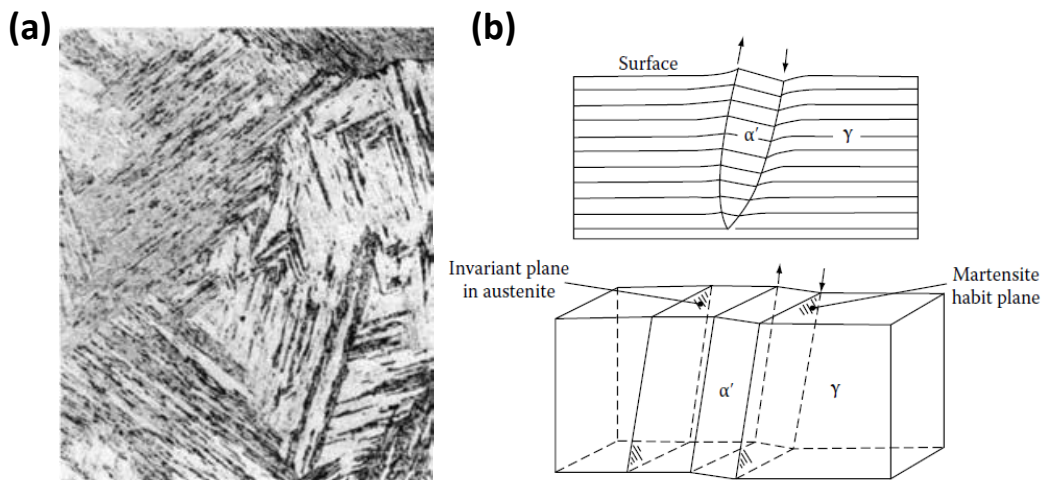 (a)
(b)
Surface
α′
γ
Invariant plane
in austenite
Martensite
habit plane
α′
γ